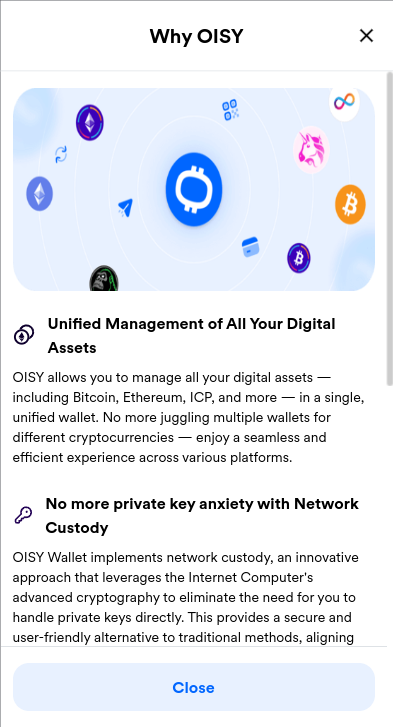 Why OISY
Unified Management of All Your Digital
Assets
OISY allows you to manage all your digital assets —
including Bitcoin, Ethereum, ICP, and more — in a single,
unified wallet. No more juggling multiple wallets for
different cryptocurrencies — enjoy a seamless and
efficient experience across various platforms.
No more private key anxiety with Network
Custody
OISY Wallet implements network custody, an innovative
approach that leverages the Internet Computer's
advanced cryptography to eliminate the need for you to
handle private keys directly. This provides a secure and
user-friendly alternative to traditional methods, aligning
Close